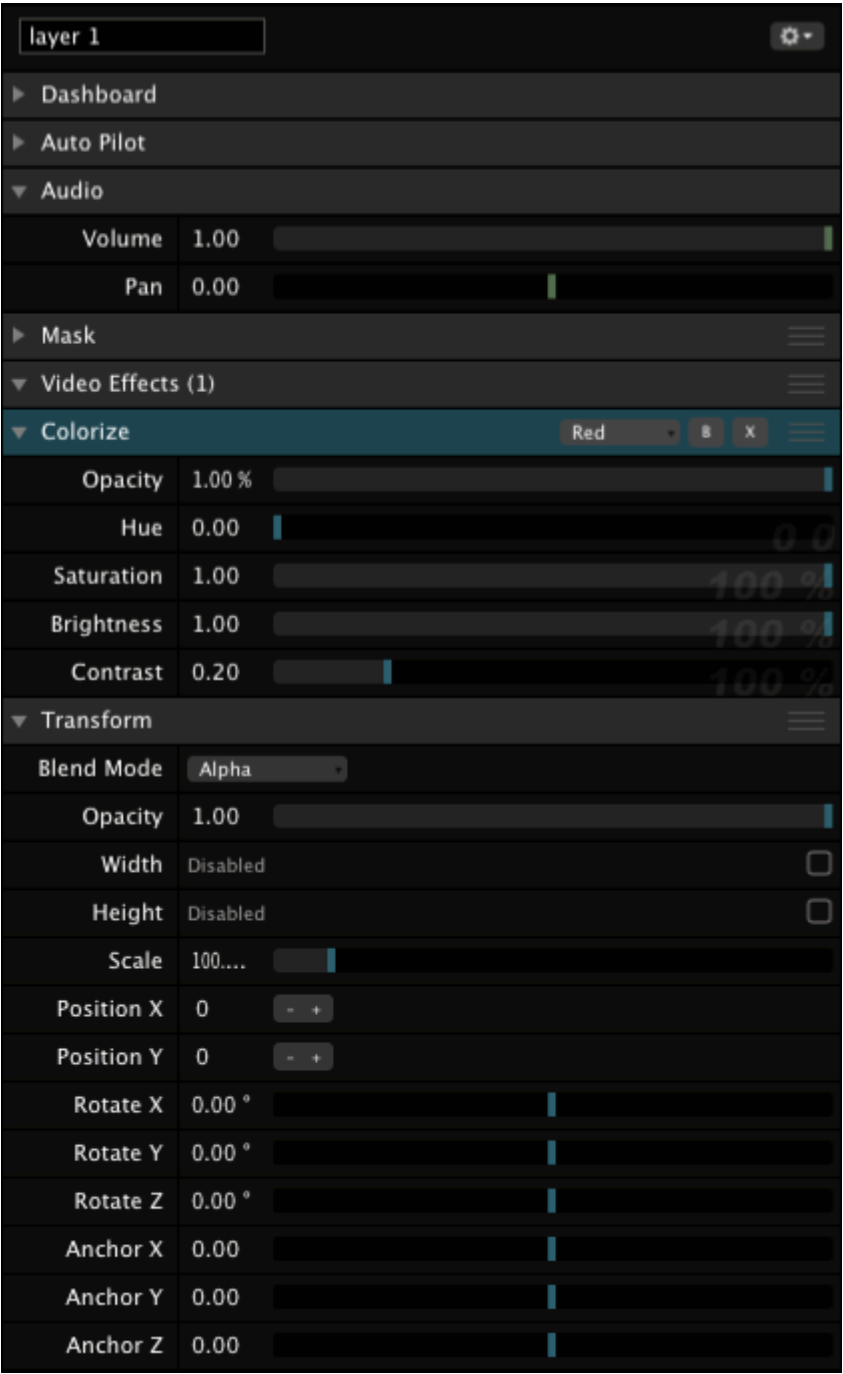 layer 1
Dashboard
Auto Pilot
Audio
Volume 1.00
Pan 0.00
Mask
Video Effects (1)
Colorize Red B X
Opacity 1.00 %
Hue 0.00 0 0
Saturation 1.00 100 %
Brightness 1.00 100 %
Contrast 0.20 100 %
Transform
Blend Mode Alpha
Opacity 1.00
Width Disabled
Height Disabled
Scale 100....
Position X 0 - +
Position Y 0 - +
Rotate X 0.00 °
Rotate Y 0.00 °
Rotate Z 0.00 °
Anchor X 0.00
Anchor Y 0.00
Anchor Z 0.00